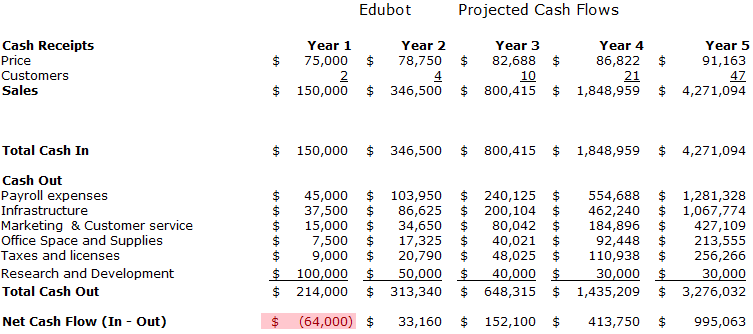 Edubot Projected Cash Flows
Cash Receipts Year 1 Year 2 Year 3 Year 4 Year 5
Price $ 75,000 $ 78,750 $ 82,688 $ 86,822 $ 91,163
Customers 2 4 10 21 47
Sales $ 150,000 $ 346,500 $ 800,415 $ 1,848,959 $ 4,271,094
Total Cash In $ 150,000 $ 346,500 $ 800,415 $ 1,848,959 $ 4,271,094
Cash Out
Payroll expenses $ 45,000 $ 103,950 $ 240,125 $ 554,688 $ 1,281,328
Infrastructure $ 37,500 $ 86,625 $ 200,104 $ 462,240 $ 1,067,774
Marketing & Customer service $ 15,000 $ 34,650 $ 80,042 $ 184,896 $ 427,109
Office Space and Supplies $ 7,500 $ 17,325 $ 40,021 $ 92,448 $ 213,555
Taxes and licenses $ 9,000 $ 20,790 $ 48,025 $ 110,938 $ 256,266
Research and Development $ 100,000 $ 50,000 $ 40,000 $ 30,000 $ 30,000
Total Cash Out $ 214,000 $ 313,340 $ 648,315 $ 1,435,209 $ 3,276,032
Net Cash Flow (In - Out) $ (64,000) $ 33,160 $ 152,100 $ 413,750 $ 995,063